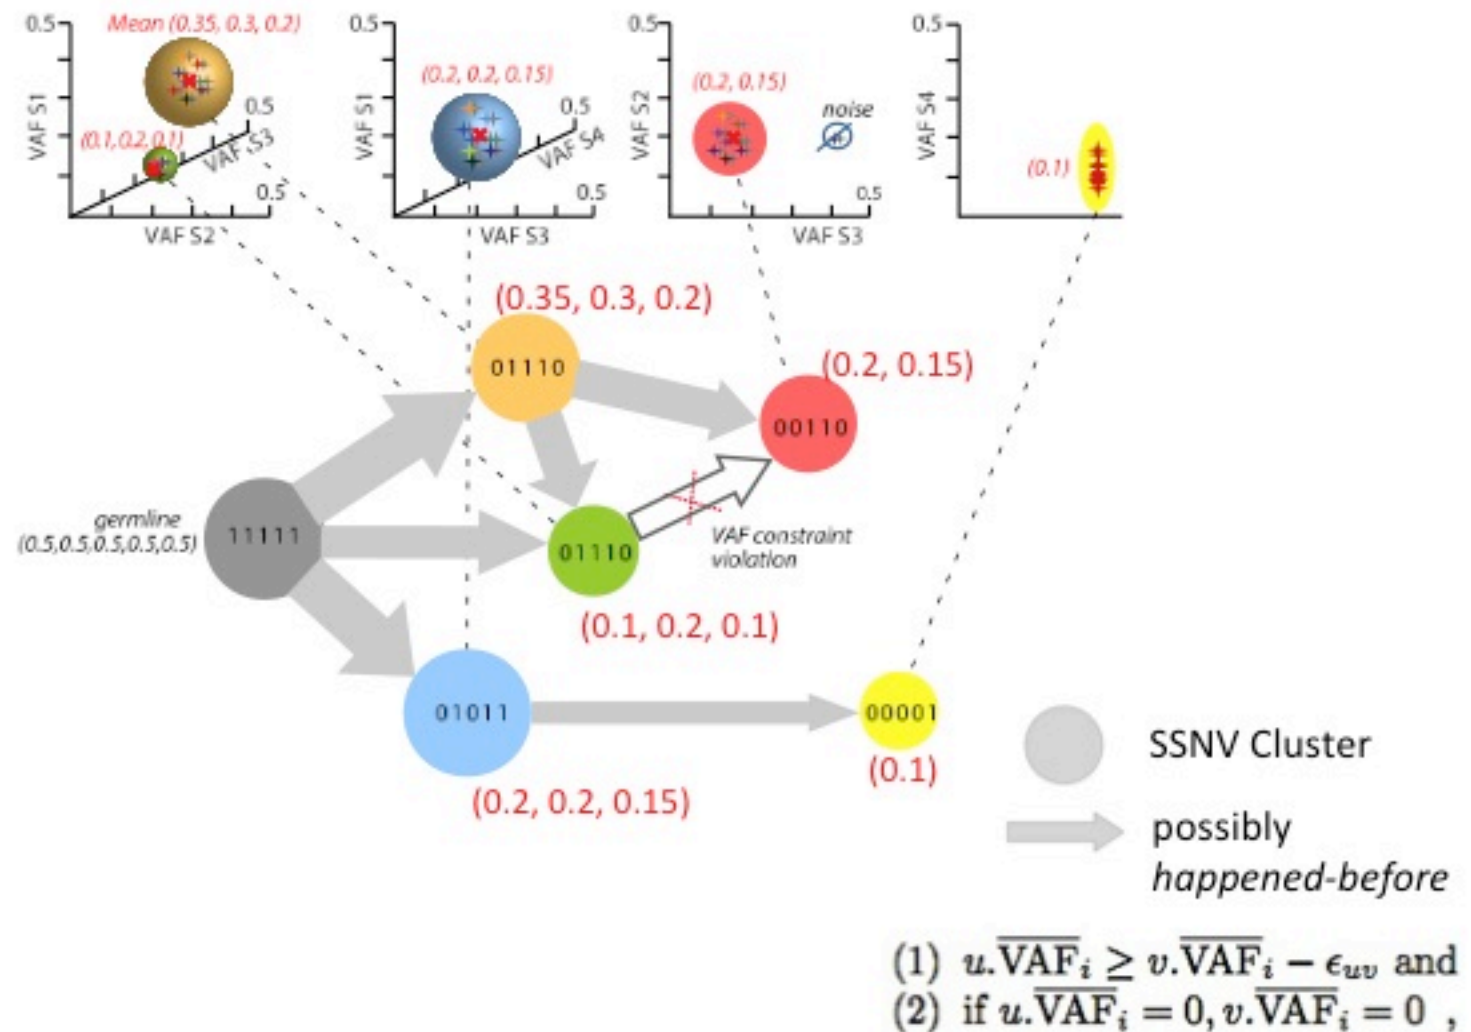 0.5
Mean (0.35, 0.3, 0.2)
VAF S1
(0.1, 0.2, 0.1)
0.5
VAF S3
0.5
VAF S2
0.5
(0.2, 0.2, 0.15)
VAF S1
0.5
VAF S4
0.5
VAF S3
0.5
(0.2, 0.15)
VAF S2
noise
0.5
VAF S3
0.5
VAF S4
(0.1)
(0.35, 0.3, 0.2)
01110
(0.2, 0.15)
00110
germline
(0.5,0.5,0.5,0.5,0.5)
11111
01110
VAF constraint
violation
(0.1, 0.2, 0.1)
01011
(0.2, 0.2, 0.15)
00001
(0.1)
SSNV Cluster
possibly
happened-before
(1) u.V̅A̅F̅ᵢ ≥ v.V̅A̅F̅ᵢ − ϵᵤᵥ and
(2) if u.V̅A̅F̅ᵢ = 0, v.V̅A̅F̅ᵢ = 0 ,